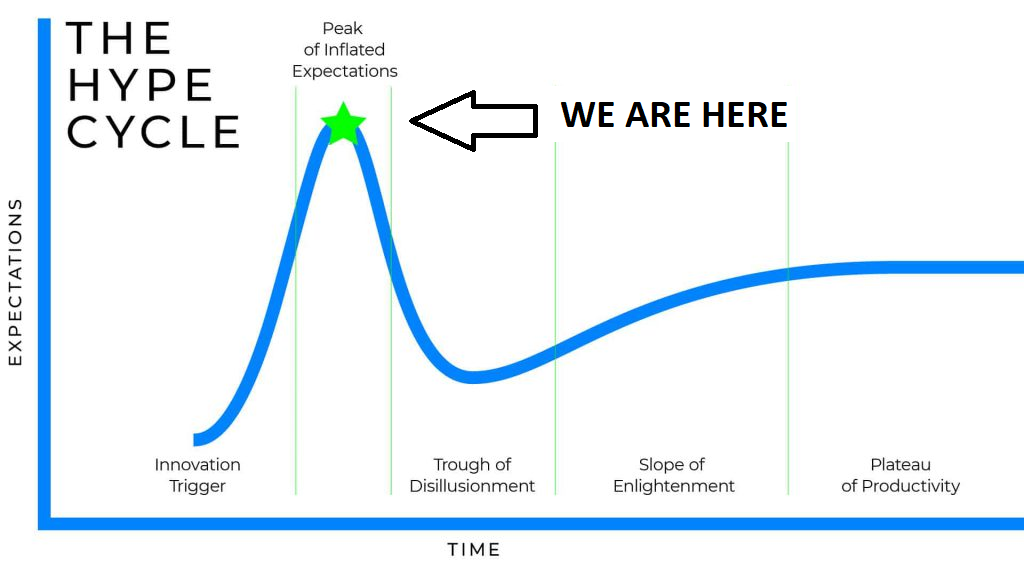 THE
HYPE
CYCLE
Peak
of Inflated
Expectations
WE ARE HERE
EXPECTATIONS
Innovation
Trigger
Trough of
Disillusionment
Slope of
Enlightenment
Plateau
of Productivity
TIME